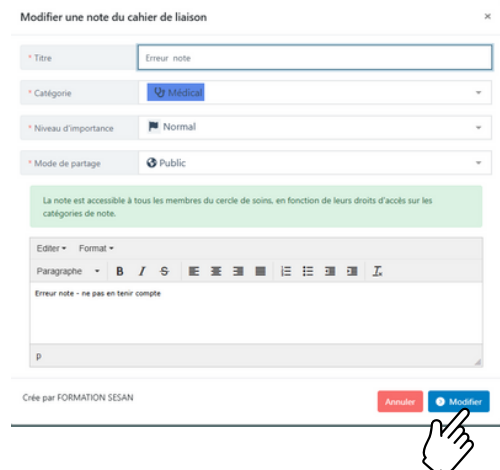 Modifier une note du cahier de liaison ×
* Titre Erreur note
* Catégorie Médical
* Niveau d'importance Normal
* Mode de partage Public
La note est accessible à tous les membres du cercle de soins, en fonction de leurs droits d'accès sur les
catégories de note.
Editer Format
Paragraphe B I S
Erreur note - ne pas en tenir compte
p
Crée par FORMATION SESAN Annuler Modifier